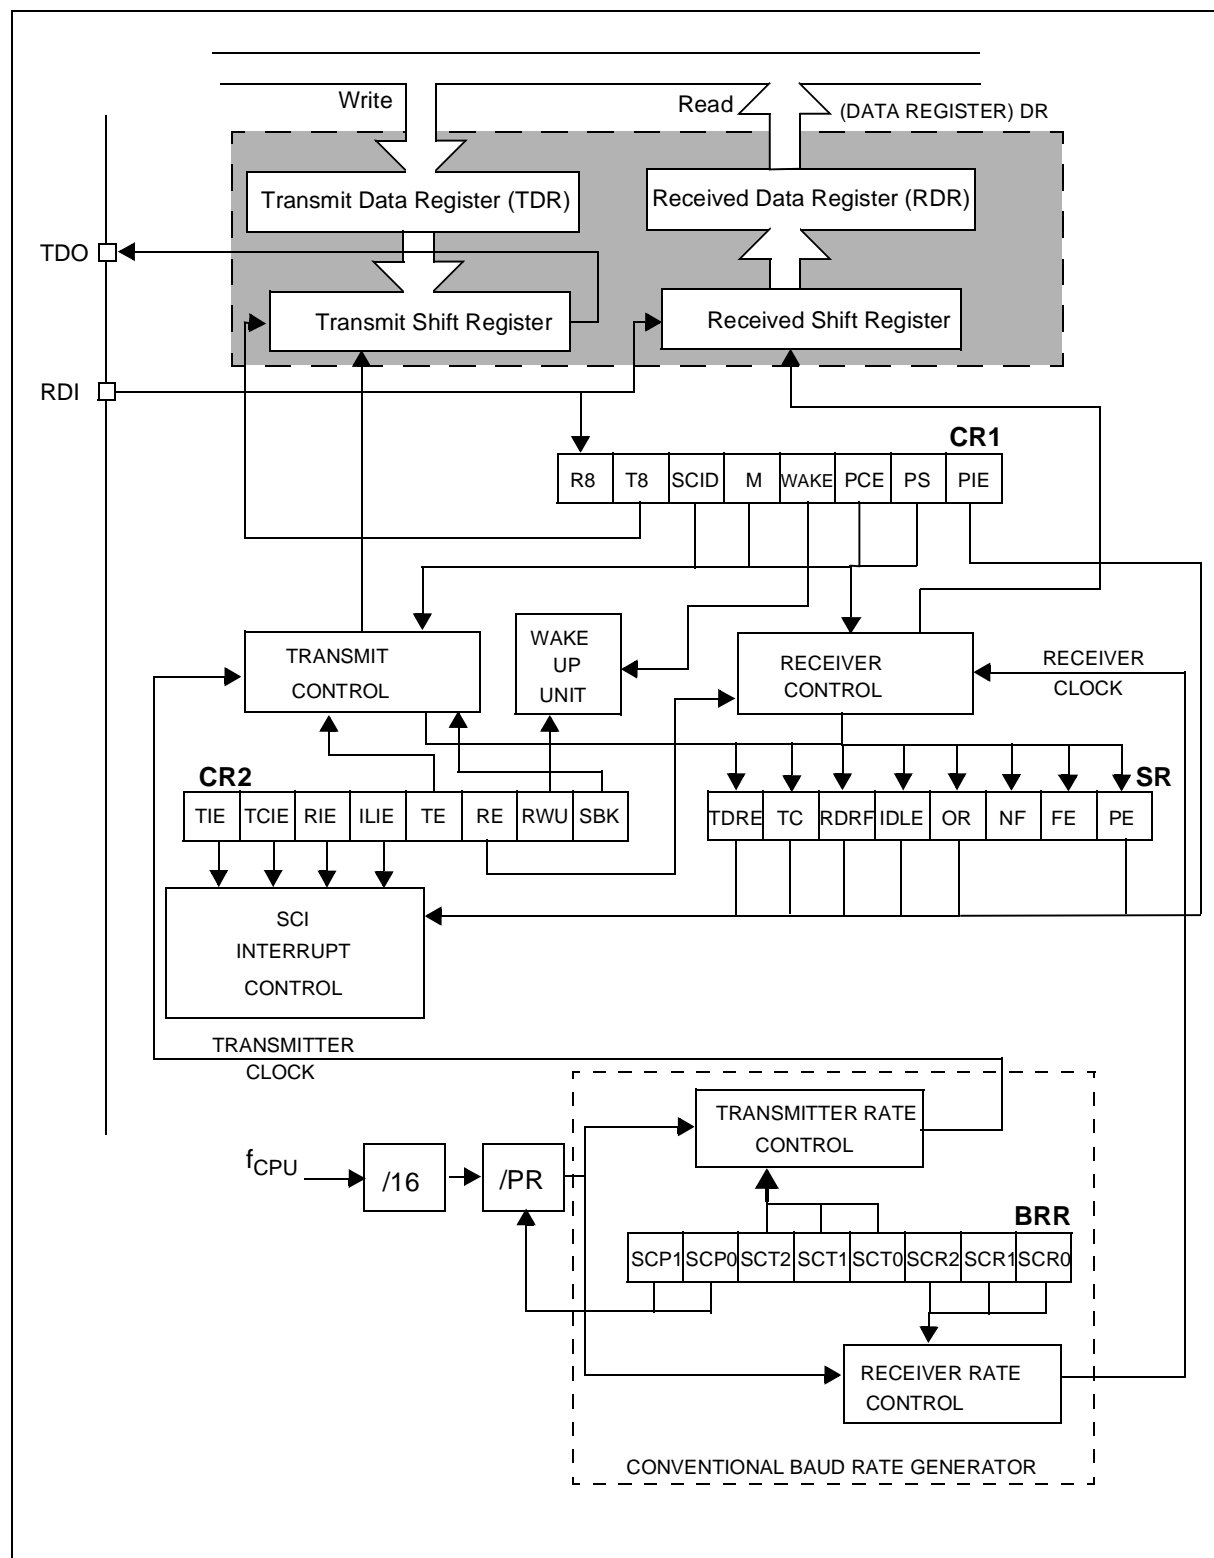 Write
Read
(DATA REGISTER) DR
Transmit Data Register (TDR)
Received Data Register (RDR)
TDO
Transmit Shift Register
Received Shift Register
RDI
CR1
R8 T8 SCID M WAKE PCE PS PIE
TRANSMIT
CONTROL
WAKE
UP
UNIT
RECEIVER
CONTROL
RECEIVER
CLOCK
CR2
TIE TCIE RIE ILIE TE RE RWU SBK
SR
TDRE TC RDRF IDLE OR NF FE PE
SCI
INTERRUPT
CONTROL
TRANSMITTER
CLOCK
TRANSMITTER RATE
CONTROL
fCPU
/16
/PR
BRR
SCP1 SCP0 SCT2 SCT1 SCT0 SCR2 SCR1 SCR0
RECEIVER RATE
CONTROL
CONVENTIONAL BAUD RATE GENERATOR